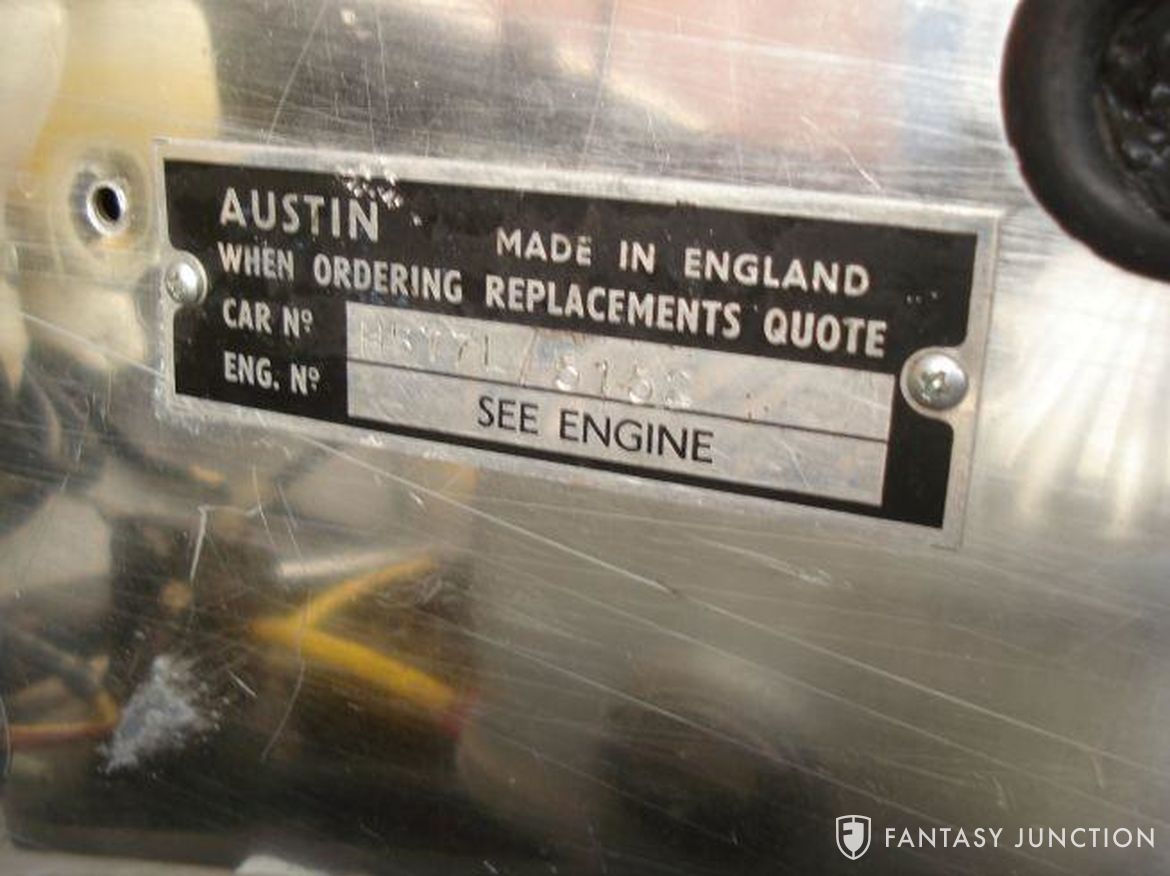 AUSTIN
MADE IN ENGLAND
WHEN ORDERING REPLACEMENTS QUOTE
CAR Nº
ENG. Nº
SEE ENGINE
FANTASY JUNCTION